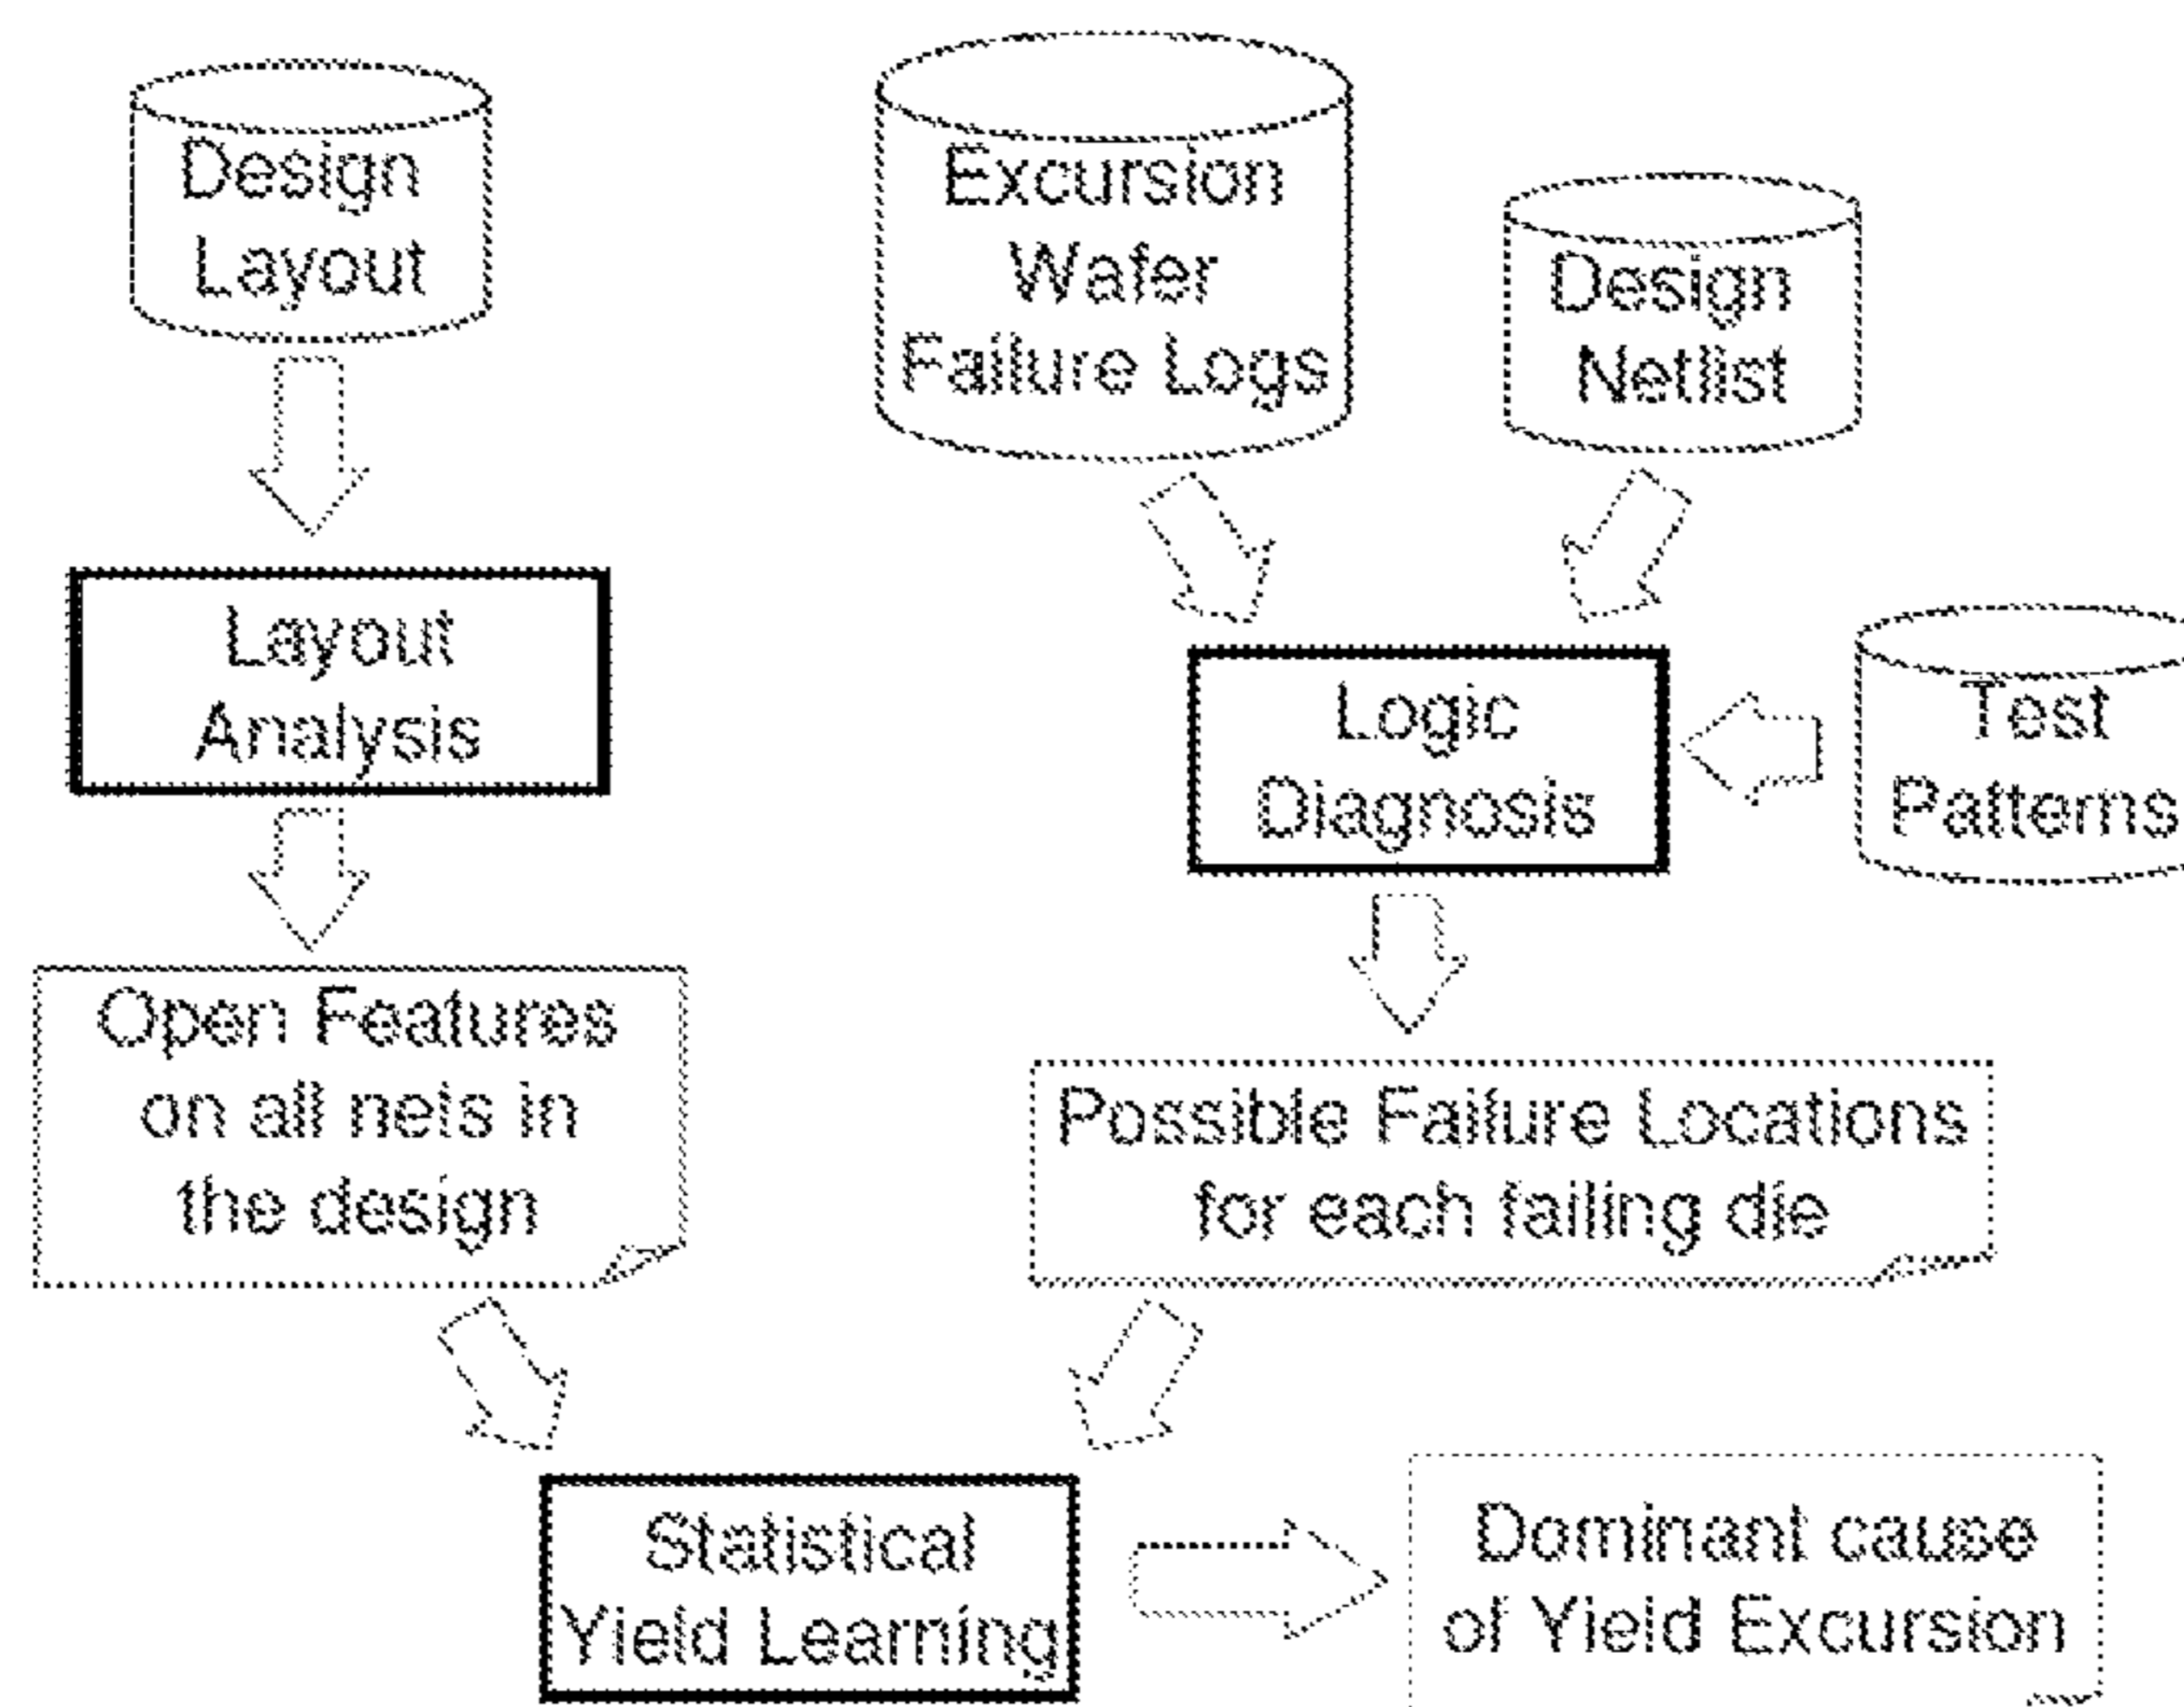 Design
Layout
Excursion
Wafer
Failure Logs
Design
Netlist
Layout
Analysis
Logic
Diagnosis
Test
Patterns
Open Features
on all nets in
the design
Possible Failure Locations
for each failing die
Statistical
Yield Learning
Dominant cause
of Yield Excursion